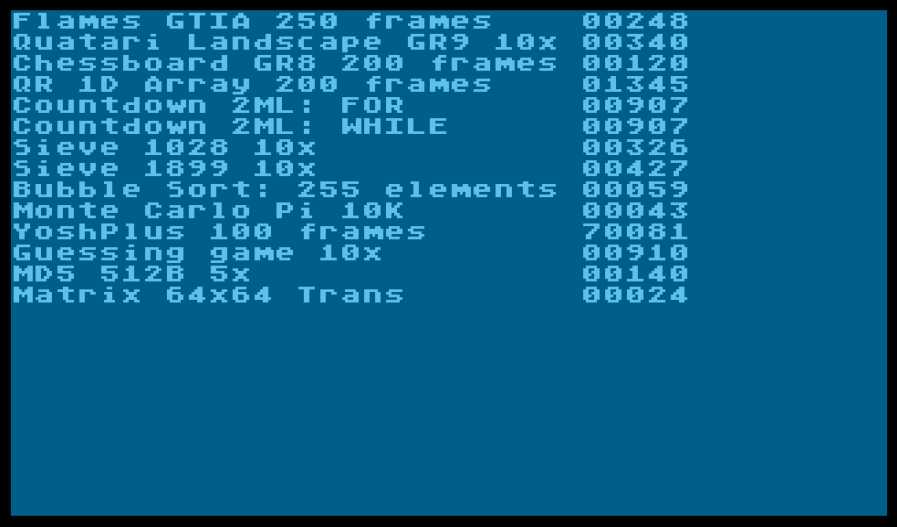 Flames GTIA 250 frames 00248
Quatari Landscape GR9 10x 00340
Chessboard GR8 200 frames 00120
QR 1D Array 200 frames 01345
Countdown 2ML: FOR 00907
Countdown 2ML: WHILE 00907
Sieve 1028 10x 00326
Sieve 1899 10x 00427
Bubble Sort: 255 elements 00059
Monte Carlo Pi 10K 00043
YoshPlus 100 frames 70081
Guessing game 10x 00910
MD5 512B 5x 00140
Matrix 64x64 Trans 00024